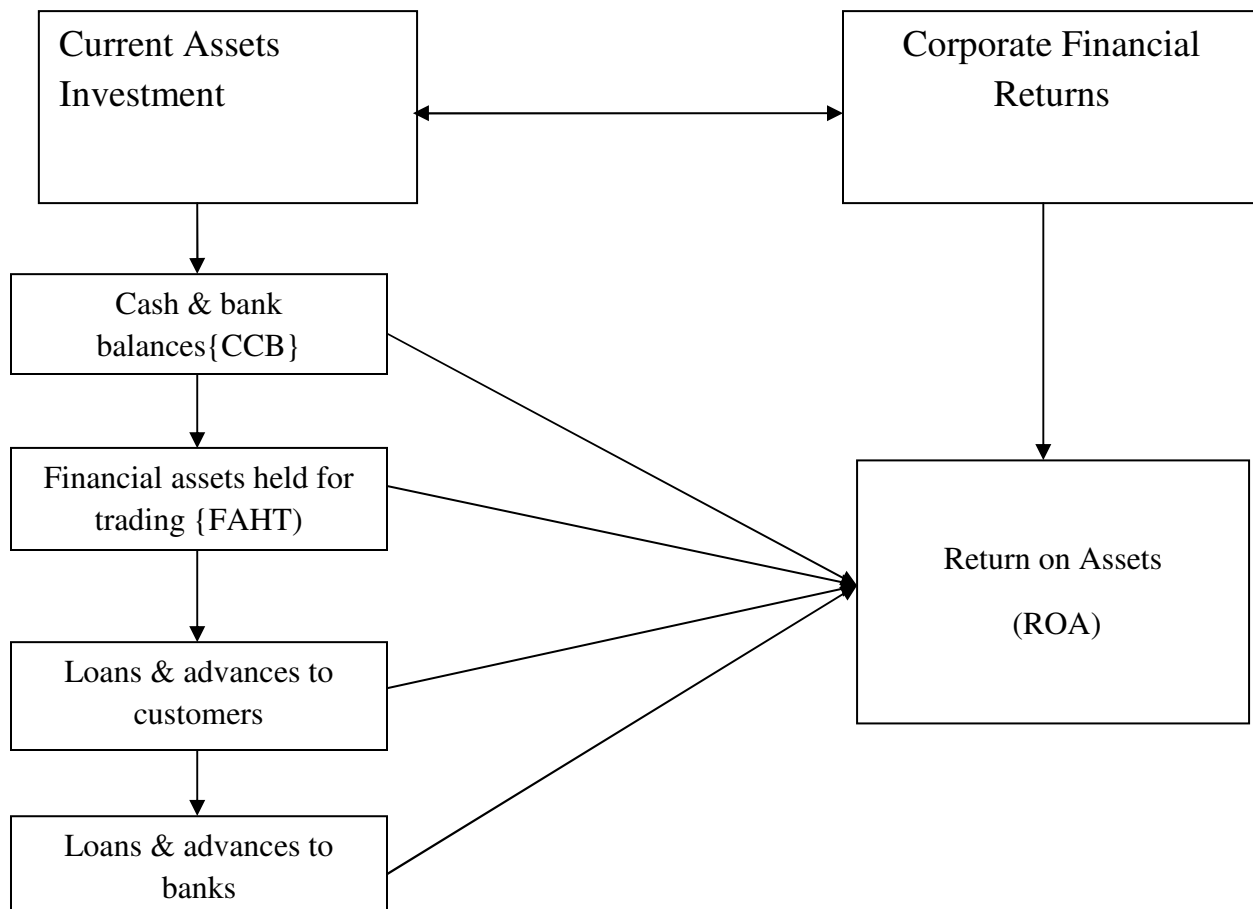 Current Assets
Investment
Corporate Financial
Returns
Cash & bank
balances{CCB}
Financial assets held for
trading {FAHT)
Return on Assets
(ROA)
Loans & advances to
customers
Loans & advances to
banks